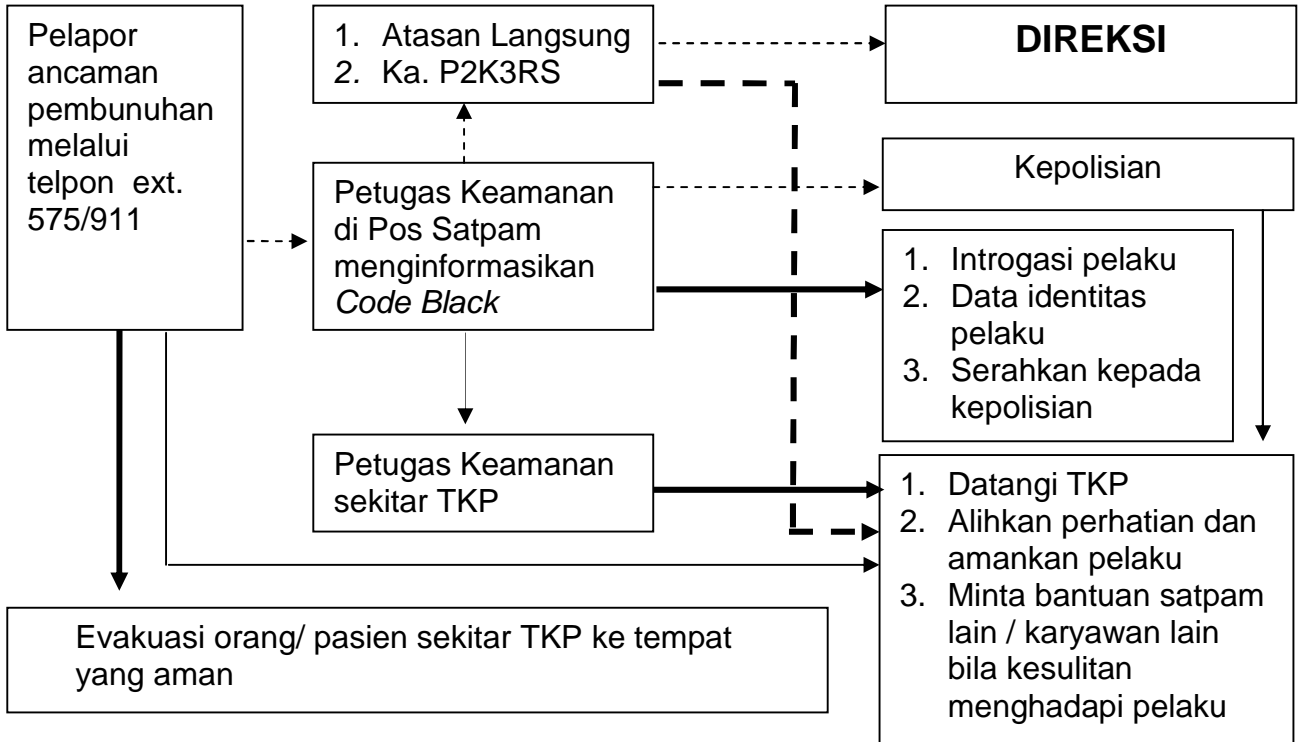 Pelapor
ancaman
pembunuhan
melalui
telpon ext.
575/911
1. Atasan Langsung
2. Ka. P2K3RS
DIREKSI
Petugas Keamanan
di Pos Satpam
menginformasikan
Code Black
Kepolisian
1. Introgasi pelaku
2. Data identitas
pelaku
3. Serahkan kepada
kepolisian
Petugas Keamanan
sekitar TKP
1. Datangi TKP
2. Alihkan perhatian dan
amankan pelaku
3. Minta bantuan satpam
lain / karyawan lain
bila kesulitan
menghadapi pelaku
Evakuasi orang/ pasien sekitar TKP ke tempat
yang aman